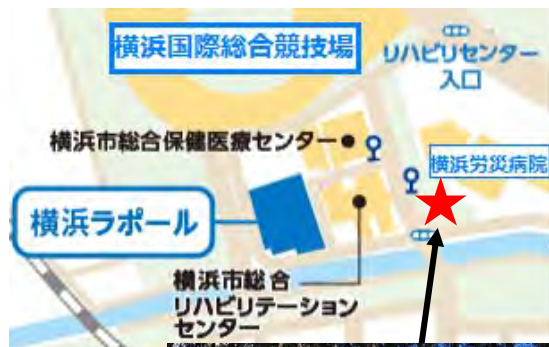 横浜国際総合競技場
リハビリセンター
入口
横浜市総合保健医療センター
横浜労災病院
横浜ラポール
横浜市総合
リハビリテーション
センター